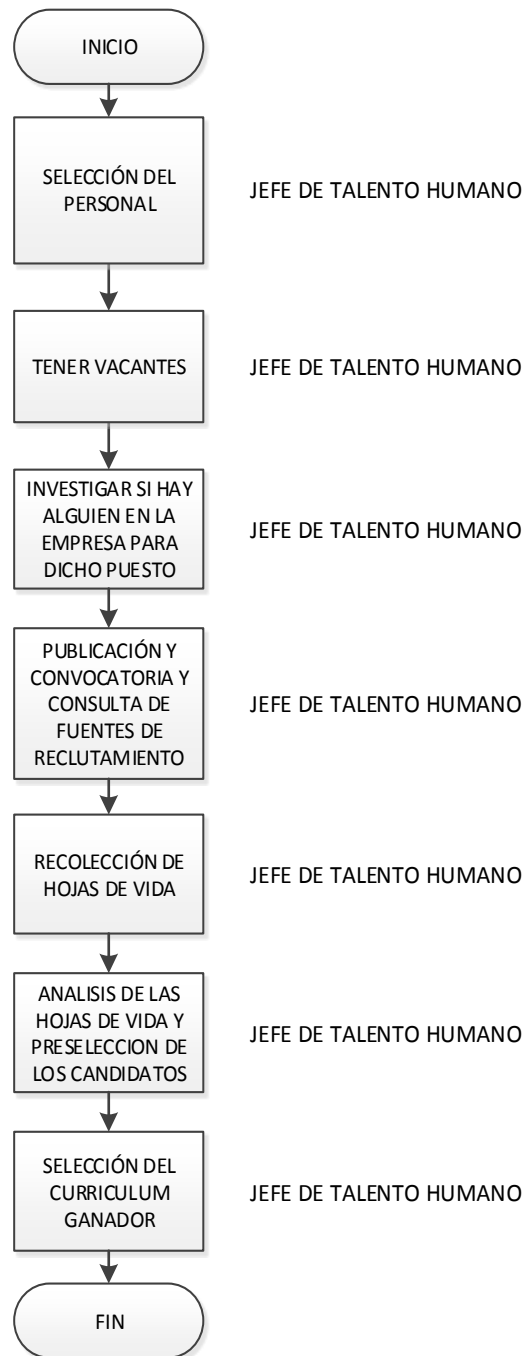 INICIO
SELECCIÓN DEL
PERSONAL
JEFE DE TALENTO HUMANO
TENER VACANTES
JEFE DE TALENTO HUMANO
INVESTIGAR SI HAY
ALGUIEN EN LA
EMPRESA PARA
DICHO PUESTO
JEFE DE TALENTO HUMANO
PUBLICACIÓN Y
CONVOCATORIA Y
CONSULTA DE
FUENTES DE
RECLUTAMIENTO
JEFE DE TALENTO HUMANO
RECOLECCIÓN DE
HOJAS DE VIDA
JEFE DE TALENTO HUMANO
ANALISIS DE LAS
HOJAS DE VIDA Y
PRESELECCION DE
LOS CANDIDATOS
JEFE DE TALENTO HUMANO
SELECCIÓN DEL
CURRICULUM
GANADOR
JEFE DE TALENTO HUMANO
FIN